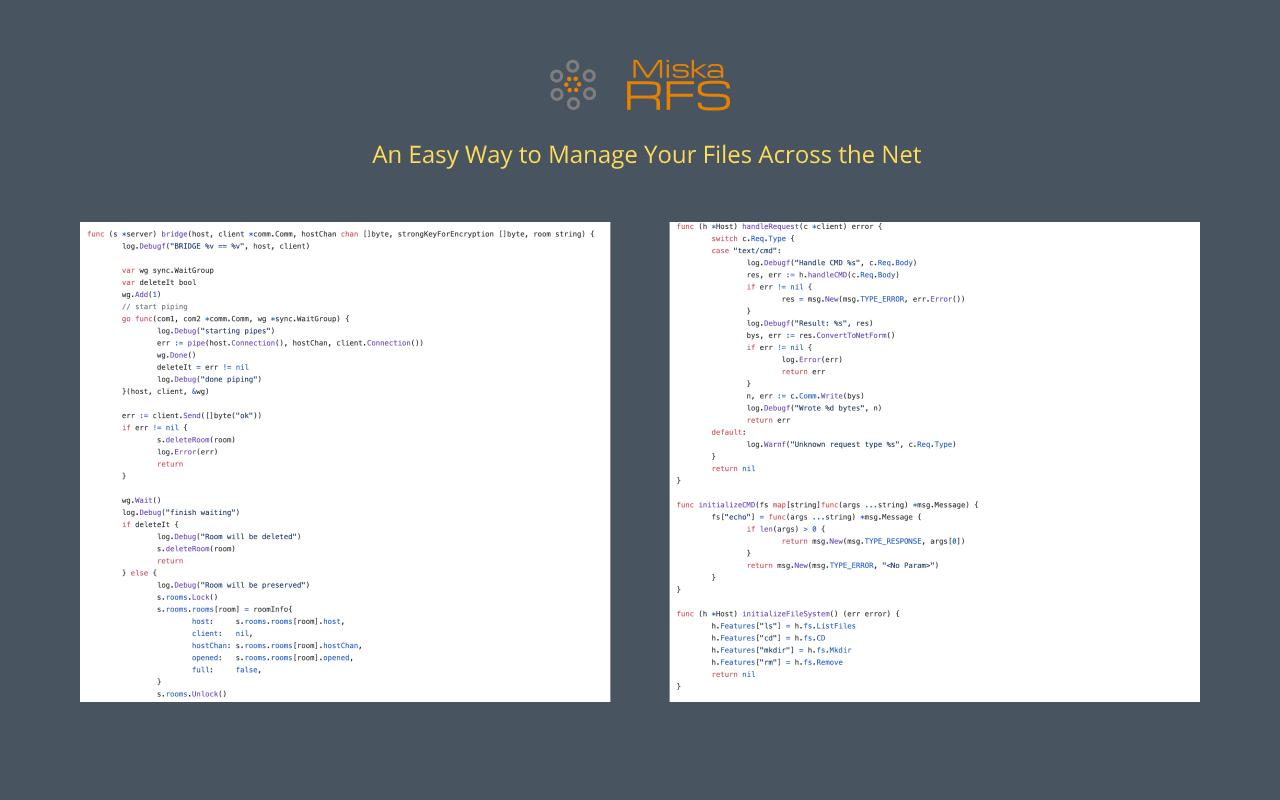 Miska
RFS
An Easy Way to Manage Your Files Across the Net
func (s *server) bridge(host, client *comm.Comm, hostChan chan []byte, strongKeyForEncryption []byte, room string) {
log.Debugf("BRIDGE %v == %v", host, client)
var wg sync.WaitGroup
var deleteIt bool
wg.Add(1)
// start piping
go func(com1, com2 *comm.Comm, wg *sync.WaitGroup) {
log.Debug("starting pipes")
err := pipe(host.Connection(), hostChan, client.Connection())
wg.Done()
deleteIt = err != nil
log.Debug("done piping")
}(host, client, &wg)
err := client.Send([]byte("ok"))
if err != nil {
s.deleteRoom(room)
log.Error(err)
return
}
wg.Wait()
log.Debug("finish waiting")
if deleteIt {
log.Debug("Room will be deleted")
s.deleteRoom(room)
return
} else {
log.Debug("Room will be preserved")
s.rooms.Lock()
s.rooms.rooms[room] = roomInfo{
host: s.rooms.rooms[room].host,
client: nil,
hostChan: s.rooms.rooms[room].hostChan,
opened: s.rooms.rooms[room].opened,
full: false,
}
s.rooms.Unlock()
func (h *Host) handleRequest(c *client) error {
switch c.Req.Type {
case "text/cmd":
log.Debugf("Handle CMD %s", c.Req.Body)
res, err := h.handleCMD(c.Req.Body)
if err != nil {
res = msg.New(msg.TYPE_ERROR, err.Error())
}
log.Debugf("Result: %s", res)
bys, err := res.ConvertToNetForm()
if err != nil {
log.Error(err)
return err
}
n, err := c.Comm.Write(bys)
log.Debugf("Wrote %d bytes", n)
return err
default:
log.Warnf("Unknown request type %s", c.Req.Type)
}
return nil
}
func initializeCMD(fs map[string]func(args ...string) *msg.Message) {
fs["echo"] = func(args ...string) *msg.Message {
if len(args) > 0 {
return msg.New(msg.TYPE_RESPONSE, args[0])
}
return msg.New(msg.TYPE_ERROR, "<No Param>")
}
}
func (h *Host) initializeFileSystem() (err error) {
h.Features["ls"] = h.fs.ListFiles
h.Features["cd"] = h.fs.CD
h.Features["mkdir"] = h.fs.Mkdir
h.Features["rm"] = h.fs.Remove
return nil
}